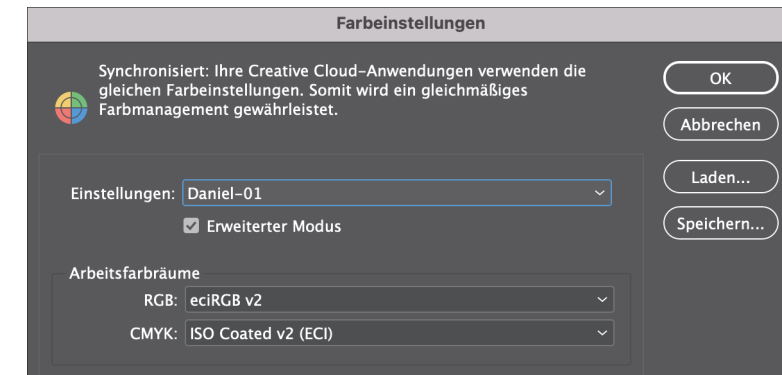 Farbeinstellungen
Synchronisiert: Ihre Creative Cloud-Anwendungen verwenden die
gleichen Farbeinstellungen. Somit wird ein gleichmäßiges
Farbmanagement gewährleistet.
OK
Abbrechen
Laden...
Speichern...
Einstellungen: Daniel-01
Erweiterter Modus
Arbeitsfarbräume
RGB: eciRGB v2
CMYK: ISO Coated v2 (ECI)